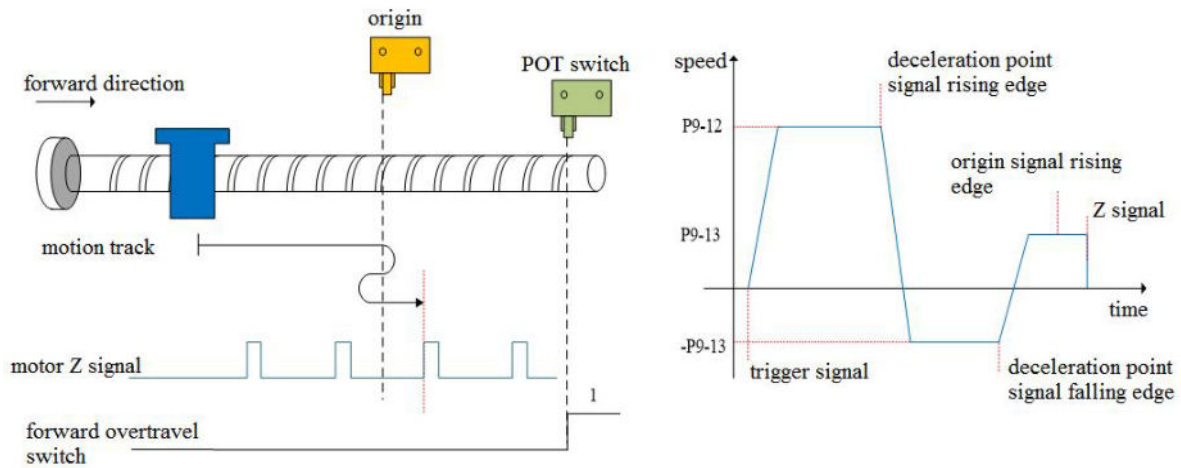 origin
POT switch
forward direction
motion track
motor Z signal
1
forward overtravel
switch
speed
deceleration point
signal rising edge
P9-12
origin signal rising
edge
Z signal
P9-13
time
-P9-13
trigger signal
deceleration point
signal falling edge